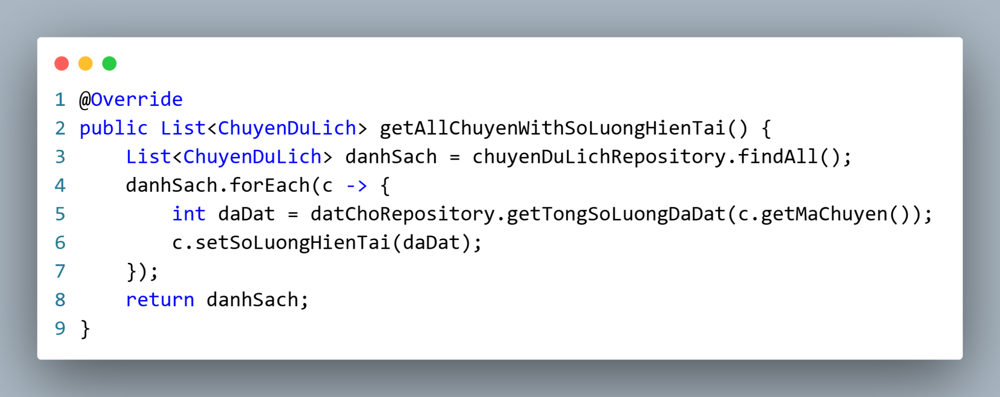 1 @Override
2 public List<ChuyenDuLich> getAllChuyenWithSoLuongHienTai() {
3     List<ChuyenDuLich> danhSach = chuyenDuLichRepository.findAll();
4     danhSach.forEach(c -> {
5         int daDat = datChoRepository.getTongSoLuongDaDat(c.getMaChuyen());
6         c.setSoLuongHienTai(daDat);
7     });
8     return danhSach;
9 }